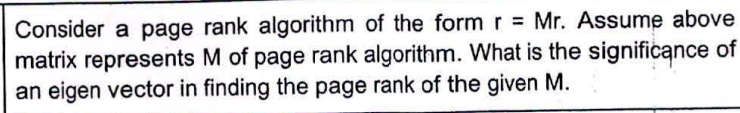 Consider a page rank algorithm of the form r = Mr. Assume above
matrix represents M of page rank algorithm. What is the significance of
an eigen vector in finding the page rank of the given M.